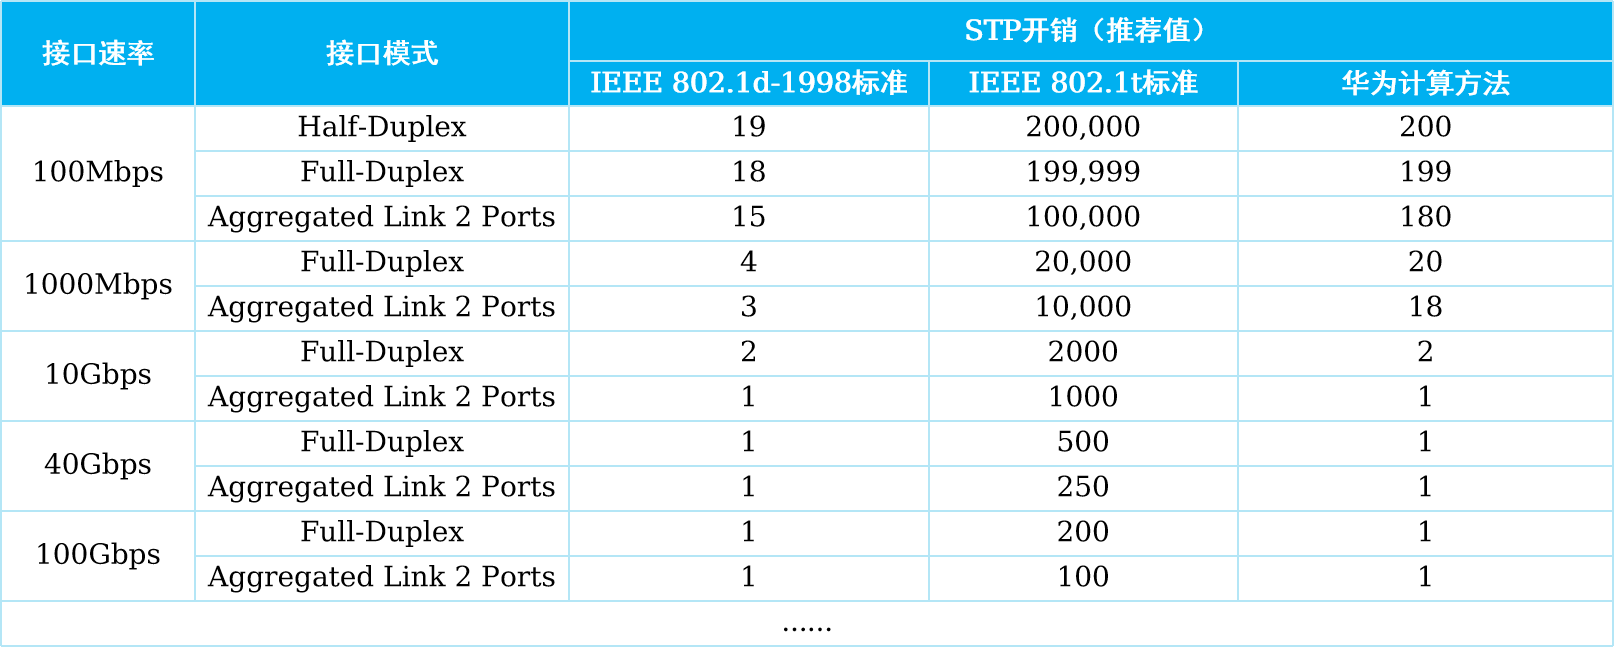 接口速率 接口模式 STP开销（推荐值）
IEEE 802.1d-1998标准 IEEE 802.1t标准 华为计算方法
100Mbps Half-Duplex 19 200,000 200
Full-Duplex 18 199,999 199
Aggregated Link 2 Ports 15 100,000 180
1000Mbps Full-Duplex 4 20,000 20
Aggregated Link 2 Ports 3 10,000 18
10Gbps Full-Duplex 2 2000 2
Aggregated Link 2 Ports 1 1000 1
40Gbps Full-Duplex 1 500 1
Aggregated Link 2 Ports 1 250 1
100Gbps Full-Duplex 1 200 1
Aggregated Link 2 Ports 1 100 1
……